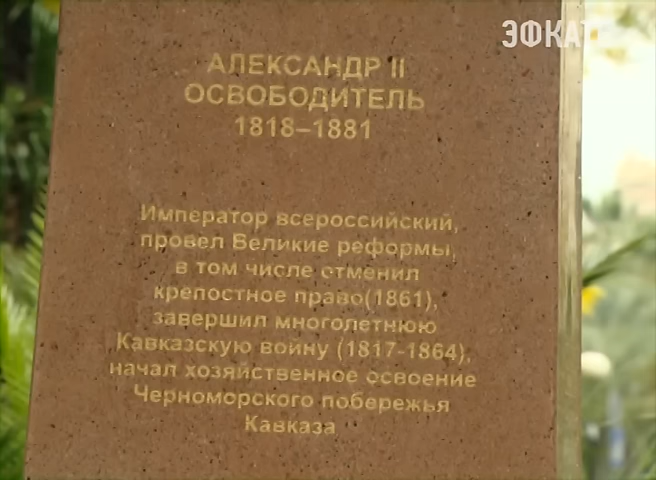 ЭФКАТ
АЛЕКСАНДР II
ОСВОБОДИТЕЛЬ
1818–1881
Император всероссийский,
провел Великие реформы,
в том числе отменил
крепостное право(1861),
завершил многолетнюю
Кавказскую войну (1817-1864),
начал хозяйственное освоение
Черноморского побережья
Кавказа